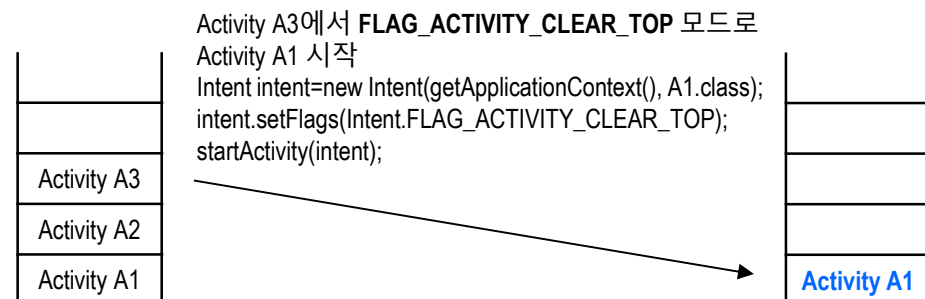 Activity A3에서 FLAG_ACTIVITY_CLEAR_TOP 모드로
Activity A1 시작
Intent intent=new Intent(getApplicationContext(), A1.class);
intent.setFlags(Intent.FLAG_ACTIVITY_CLEAR_TOP);
startActivity(intent);
Activity A3
Activity A2
Activity A1
Activity A1